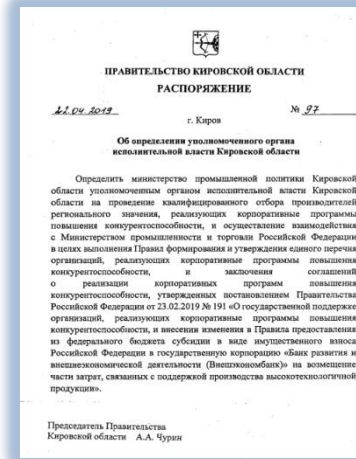 ПРАВИТЕЛЬСТВО КИРОВСКОЙ ОБЛАСТИ
РАСПОРЯЖЕНИЕ
22.04.2019 № 97
г. Киров
Об определении уполномоченного органа
исполнительной власти Кировской области
Определить министерство промышленной политики Кировской
области уполномоченным органом исполнительной власти Кировской
области на проведение квалифицированного отбора производителей
регионального значения, реализующих корпоративные программы
повышения конкурентоспособности, и осуществление взаимодействия
с Министерством промышленности и торговли Российской Федерации
в целях выполнения Правил формирования и утверждения единого перечня
организаций, реализующих корпоративные программы повышения
конкурентоспособности, и заключения соглашений
о реализации корпоративных программ повышения
конкурентоспособности, утвержденных постановлением Правительства
Российской Федерации от 23.02.2019 № 191 «О государственной поддержке
организаций, реализующих корпоративные программы повышения
конкурентоспособности, и внесении изменения в Правила предоставления
из федерального бюджета субсидии в виде имущественного взноса
Российской Федерации в государственную корпорацию «Банк развития и
внешнеэкономической деятельности (Внешэкономбанк)» на возмещение
части затрат, связанных с поддержкой производства высокотехнологичной
продукции».
Председатель Правительства
Кировской области А.А. Чурин